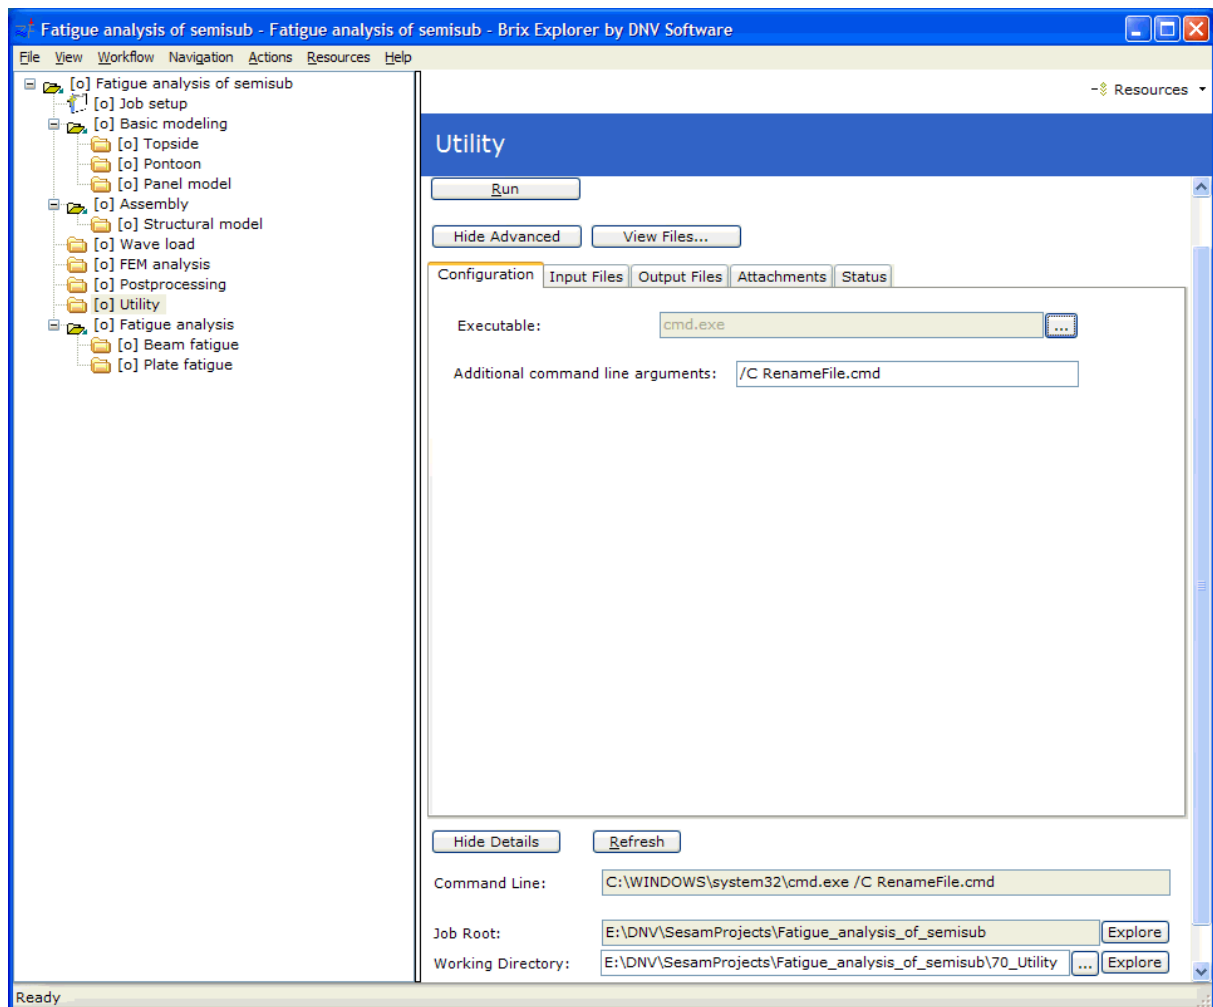 Fatigue analysis of semisub - Fatigue analysis of semisub - Brix Explorer by DNV Software
File View Workflow Navigation Actions Resources Help
[o] Fatigue analysis of semisub
[o] Job setup
[o] Basic modeling
[o] Topside
[o] Pontoon
[o] Panel model
[o] Assembly
[o] Structural model
[o] Wave load
[o] FEM analysis
[o] Postprocessing
[o] Utility
[o] Fatigue analysis
[o] Beam fatigue
[o] Plate fatigue
Resources
Utility
Run
Hide Advanced View Files...
Configuration Input Files Output Files Attachments Status
Executable: cmd.exe ...
Additional command line arguments: /C RenameFile.cmd
Hide Details Refresh
Command Line: C:\WINDOWS\system32\cmd.exe /C RenameFile.cmd
Job Root: E:\DNV\SesamProjects\Fatigue_analysis_of_semisub Explore
Working Directory: E:\DNV\SesamProjects\Fatigue_analysis_of_semisub\70_Utility ... Explore
Ready